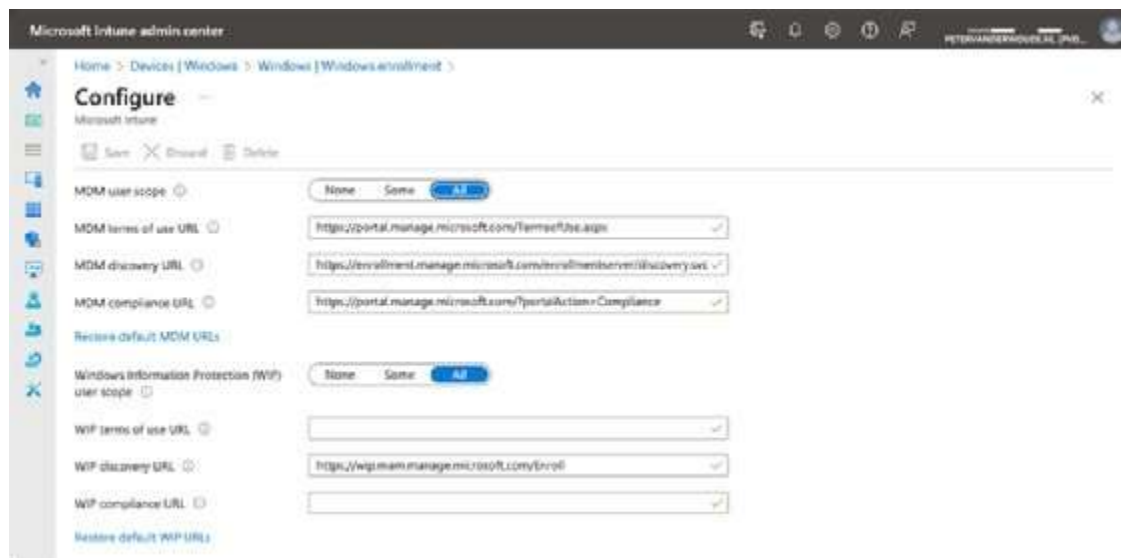 Microsoft Intune admin center
Home > Devices | Windows > Windows | Windows enrollment >
Configure
Microsoft Intune
Save Discard Delete
MDM user scope None Some All
MDM terms of use URL https://portal.manage.microsoft.com/TermsofUse.aspx
MDM discovery URL https://enrollment.manage.microsoft.com/enrollmentserver/discovery.svc
MDM compliance URL https://portal.manage.microsoft.com/?portalAction=Compliance
Restore default MDM URLs
Windows Information Protection (WIP) None Some All
user scope
WIP terms of use URL
WIP discovery URL https://wip.mam.manage.microsoft.com/Enroll
WIP compliance URL
Restore default WIP URLs